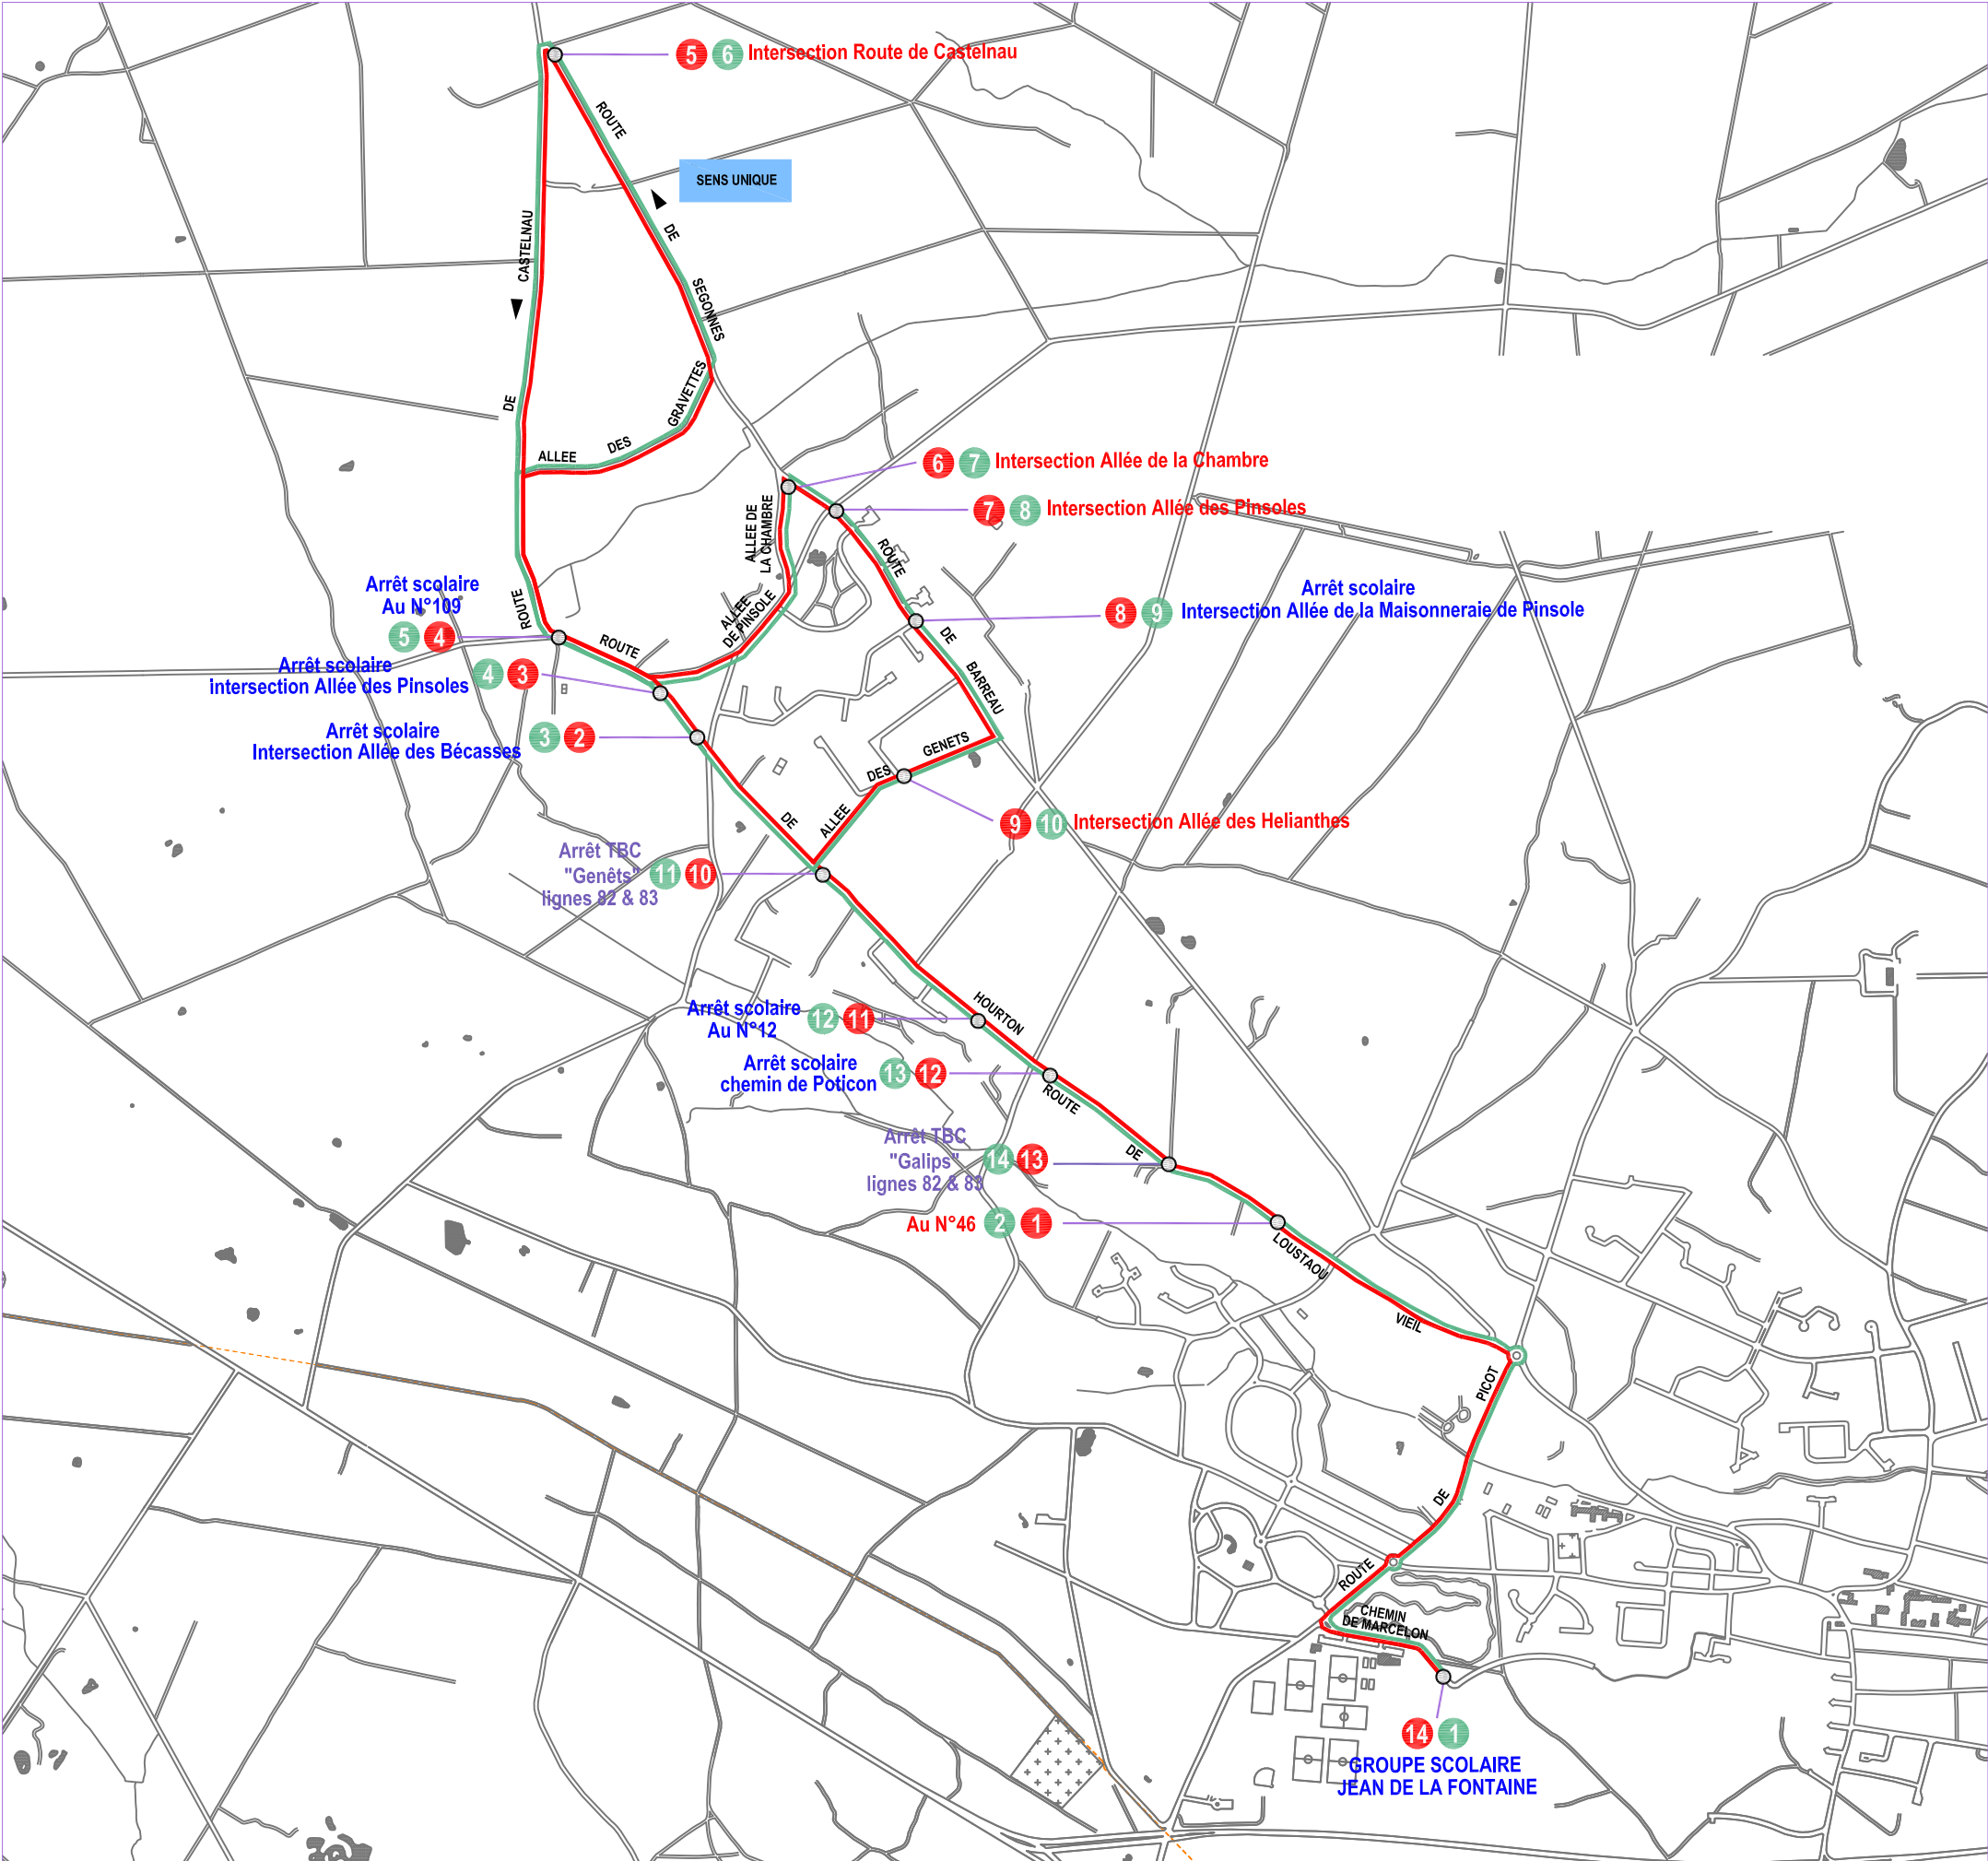 5 6 Intersection Route de Castelnau
ROUTE
SENS UNIQUE
DE
CASTELNAU
SEGONNES
DE
GRAVETTES
DES
ALLEE
6 7 Intersection Allée de la Chambre
7 8 Intersection Allée des Pinsoles
ALLEE DE
LA CHAMBRE
ROUTE
Arrêt scolaire
Au N°109
5 4
ROUTE
ROUTE
ALLEE
DE PINSOLE
Arrêt scolaire
8 9 Intersection Allée de la Maisonneraie de Pinsole
DE
BARREAU
Arrêt scolaire
intersection Allée des Pinsoles 4 3
Arrêt scolaire
Intersection Allée des Bécasses 3 2
GENETS
DES
ALLEE
DE
9 10 Intersection Allée des Helianthes
Arrêt TBC
"Genêts" 11 10
lignes 82 & 83
HOURTON
Arrêt scolaire 12 11
Au N°12
Arrêt scolaire
chemin de Poticon 13 12
ROUTE
DE
Arrêt TBC
"Galips" 14 13
lignes 82 & 83
Au N°46 2 1
LOUSTAOU
VIEIL
PICOT
DE
ROUTE
CHEMIN
DE MARCELON
14 1
GROUPE SCOLAIRE
JEAN DE LA FONTAINE